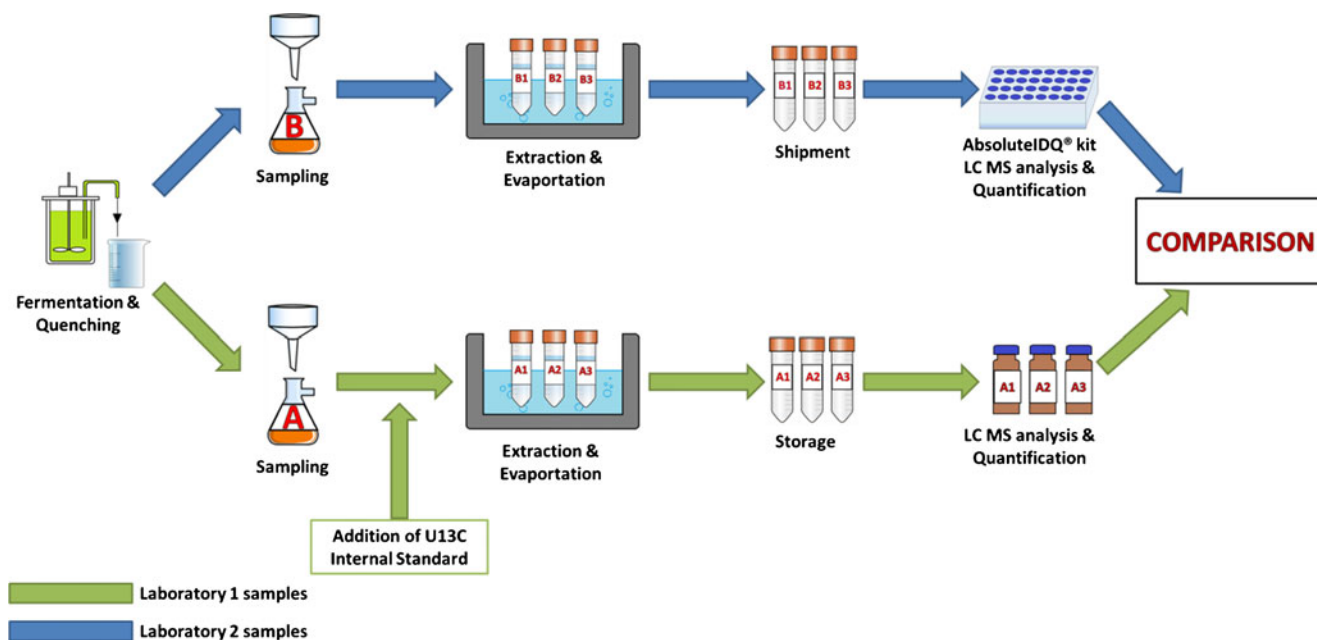 B
Sampling
B1 B2 B3
Extraction &
Evaportation
B1 B2 B3
Shipment
AbsoluteIDQ® kit
LC MS analysis &
Quantification
COMPARISON
Fermentation &
Quenching
A
Sampling
A1 A2 A3
Extraction &
Evaportation
A1 A2 A3
Storage
A1 A2 A3
LC MS analysis &
Quantification
Addition of U13C
Internal Standard
Laboratory 1 samples
Laboratory 2 samples